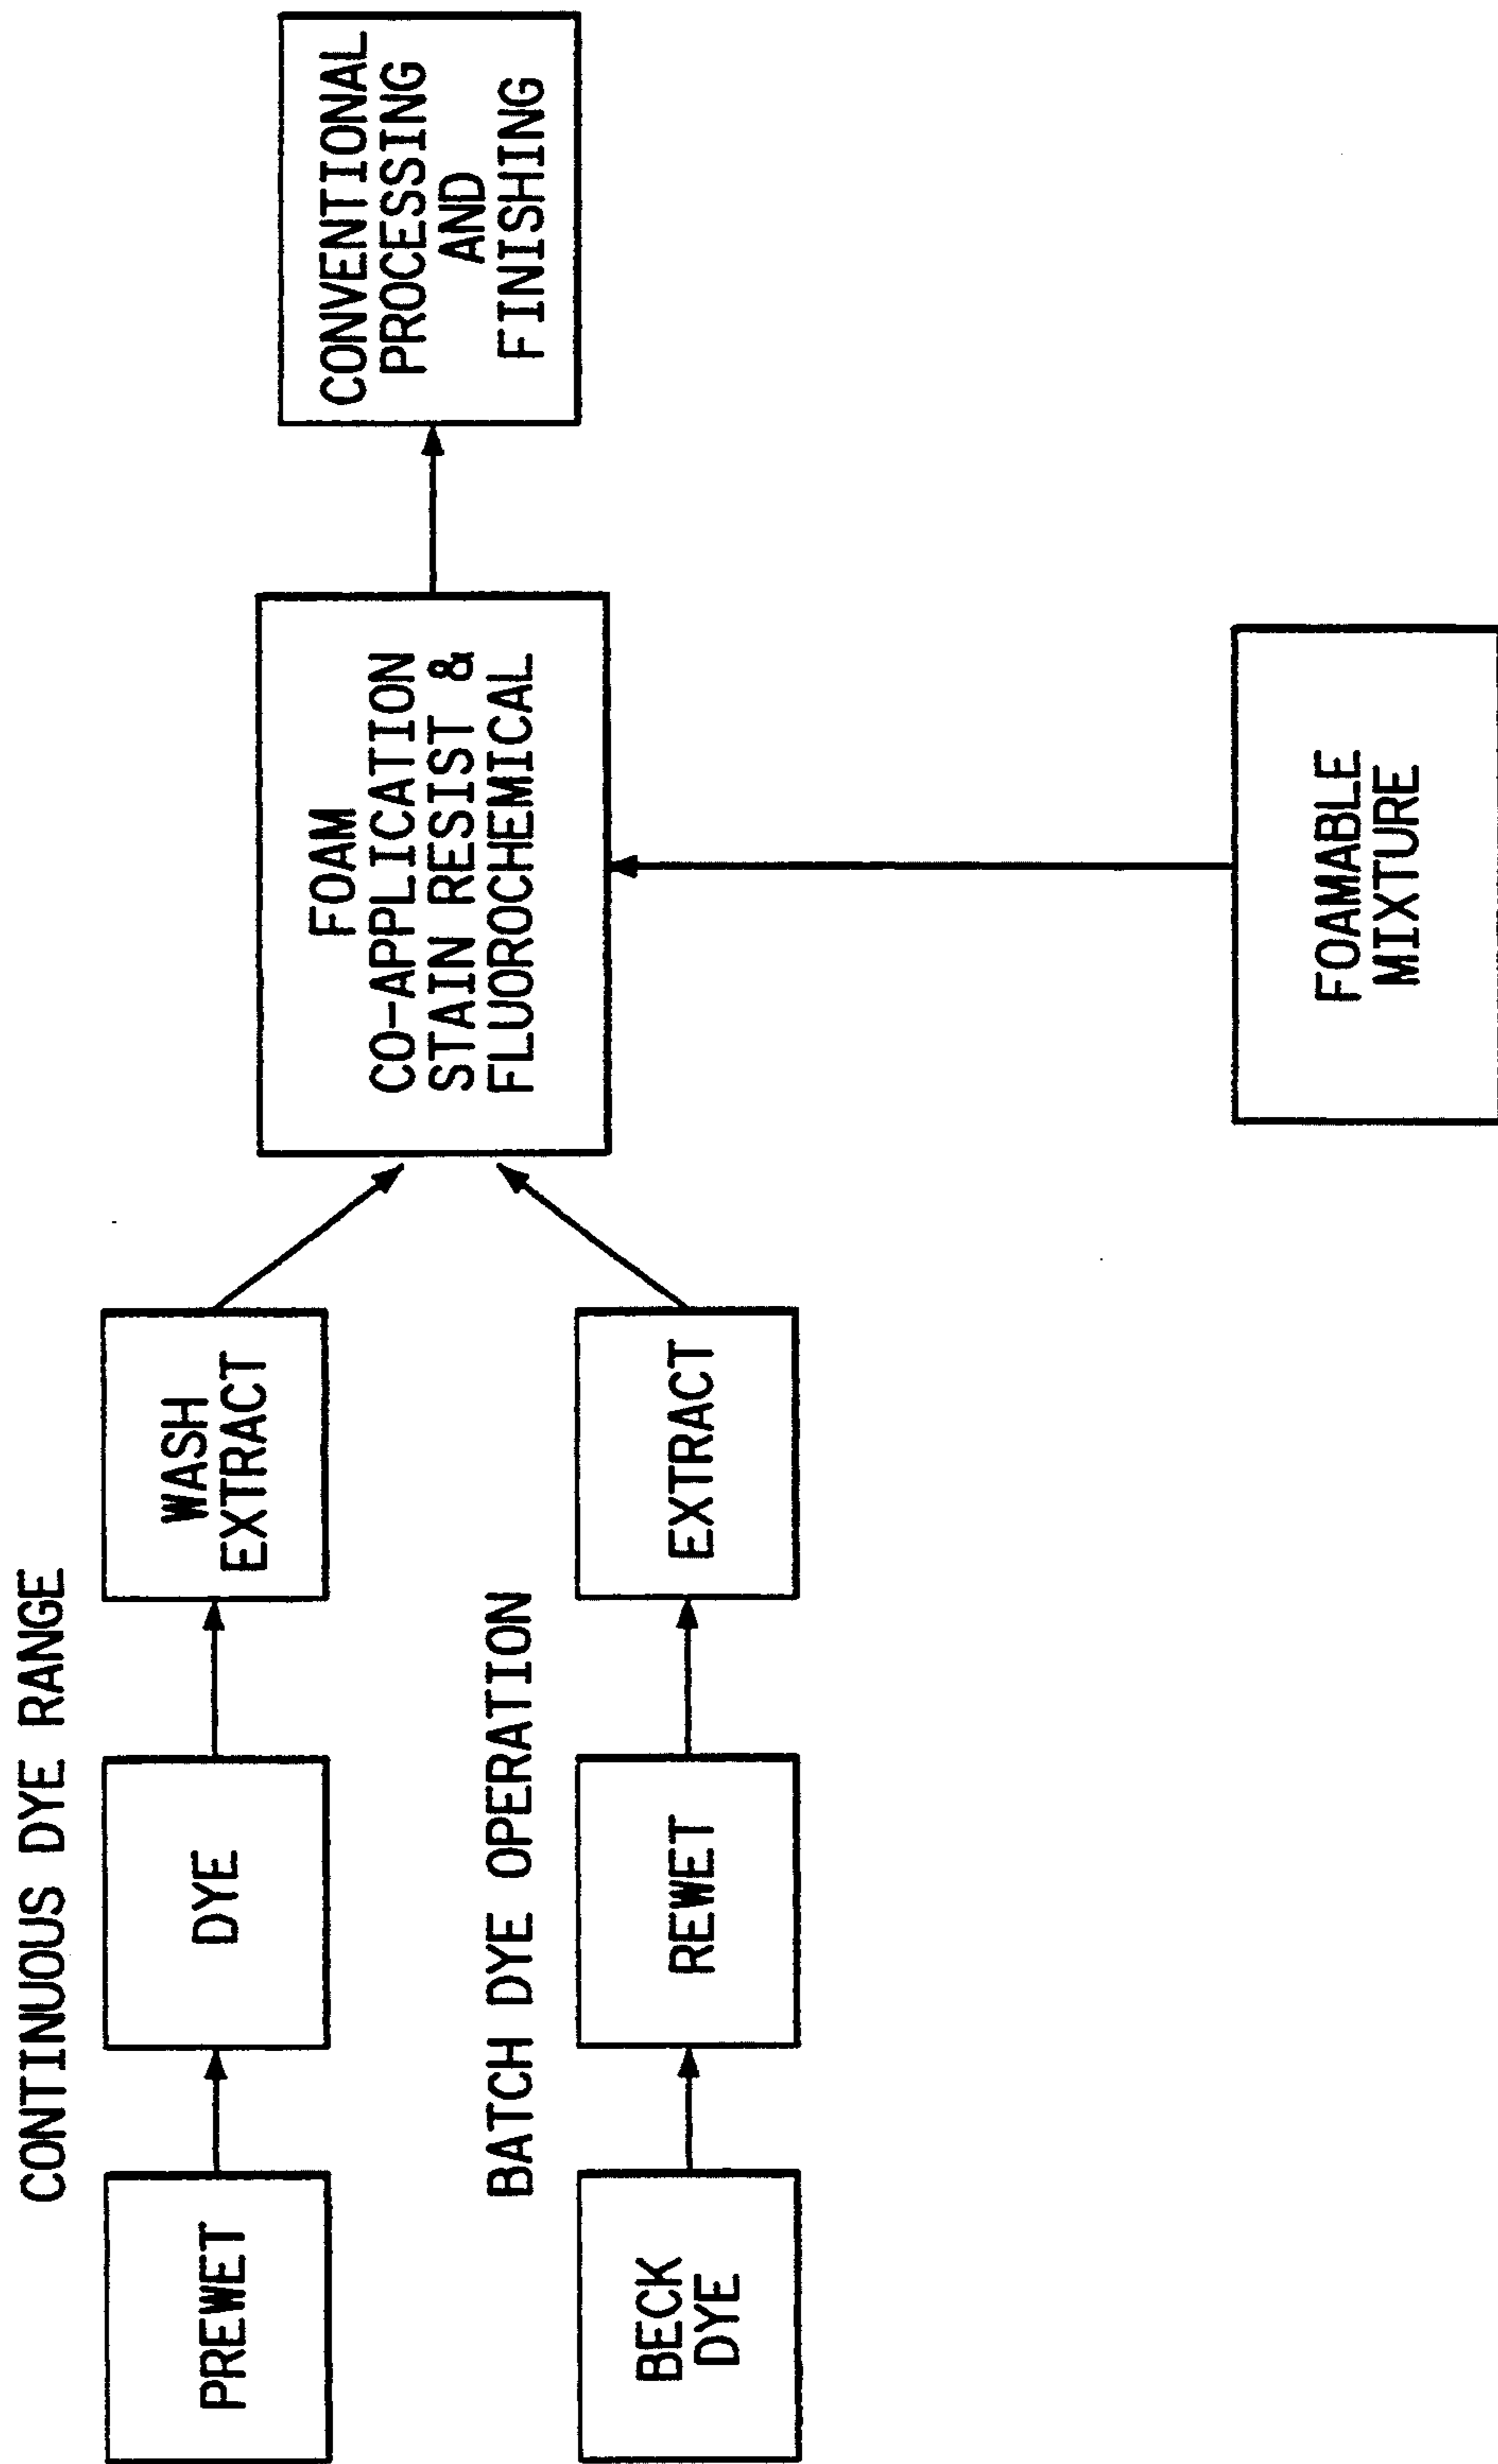 CONTINUOUS DYE RANGE
PREWET
DYE
WASH
EXTRACT
BATCH DYE OPERATION
BECK
DYE
REWET
EXTRACT
FOAM
CO-APPLICATION
STAIN RESIST &
FLUOROCHEMICAL
CONVENTIONAL
PROCESSING
AND
FINISHING
FOAMABLE
MIXTURE